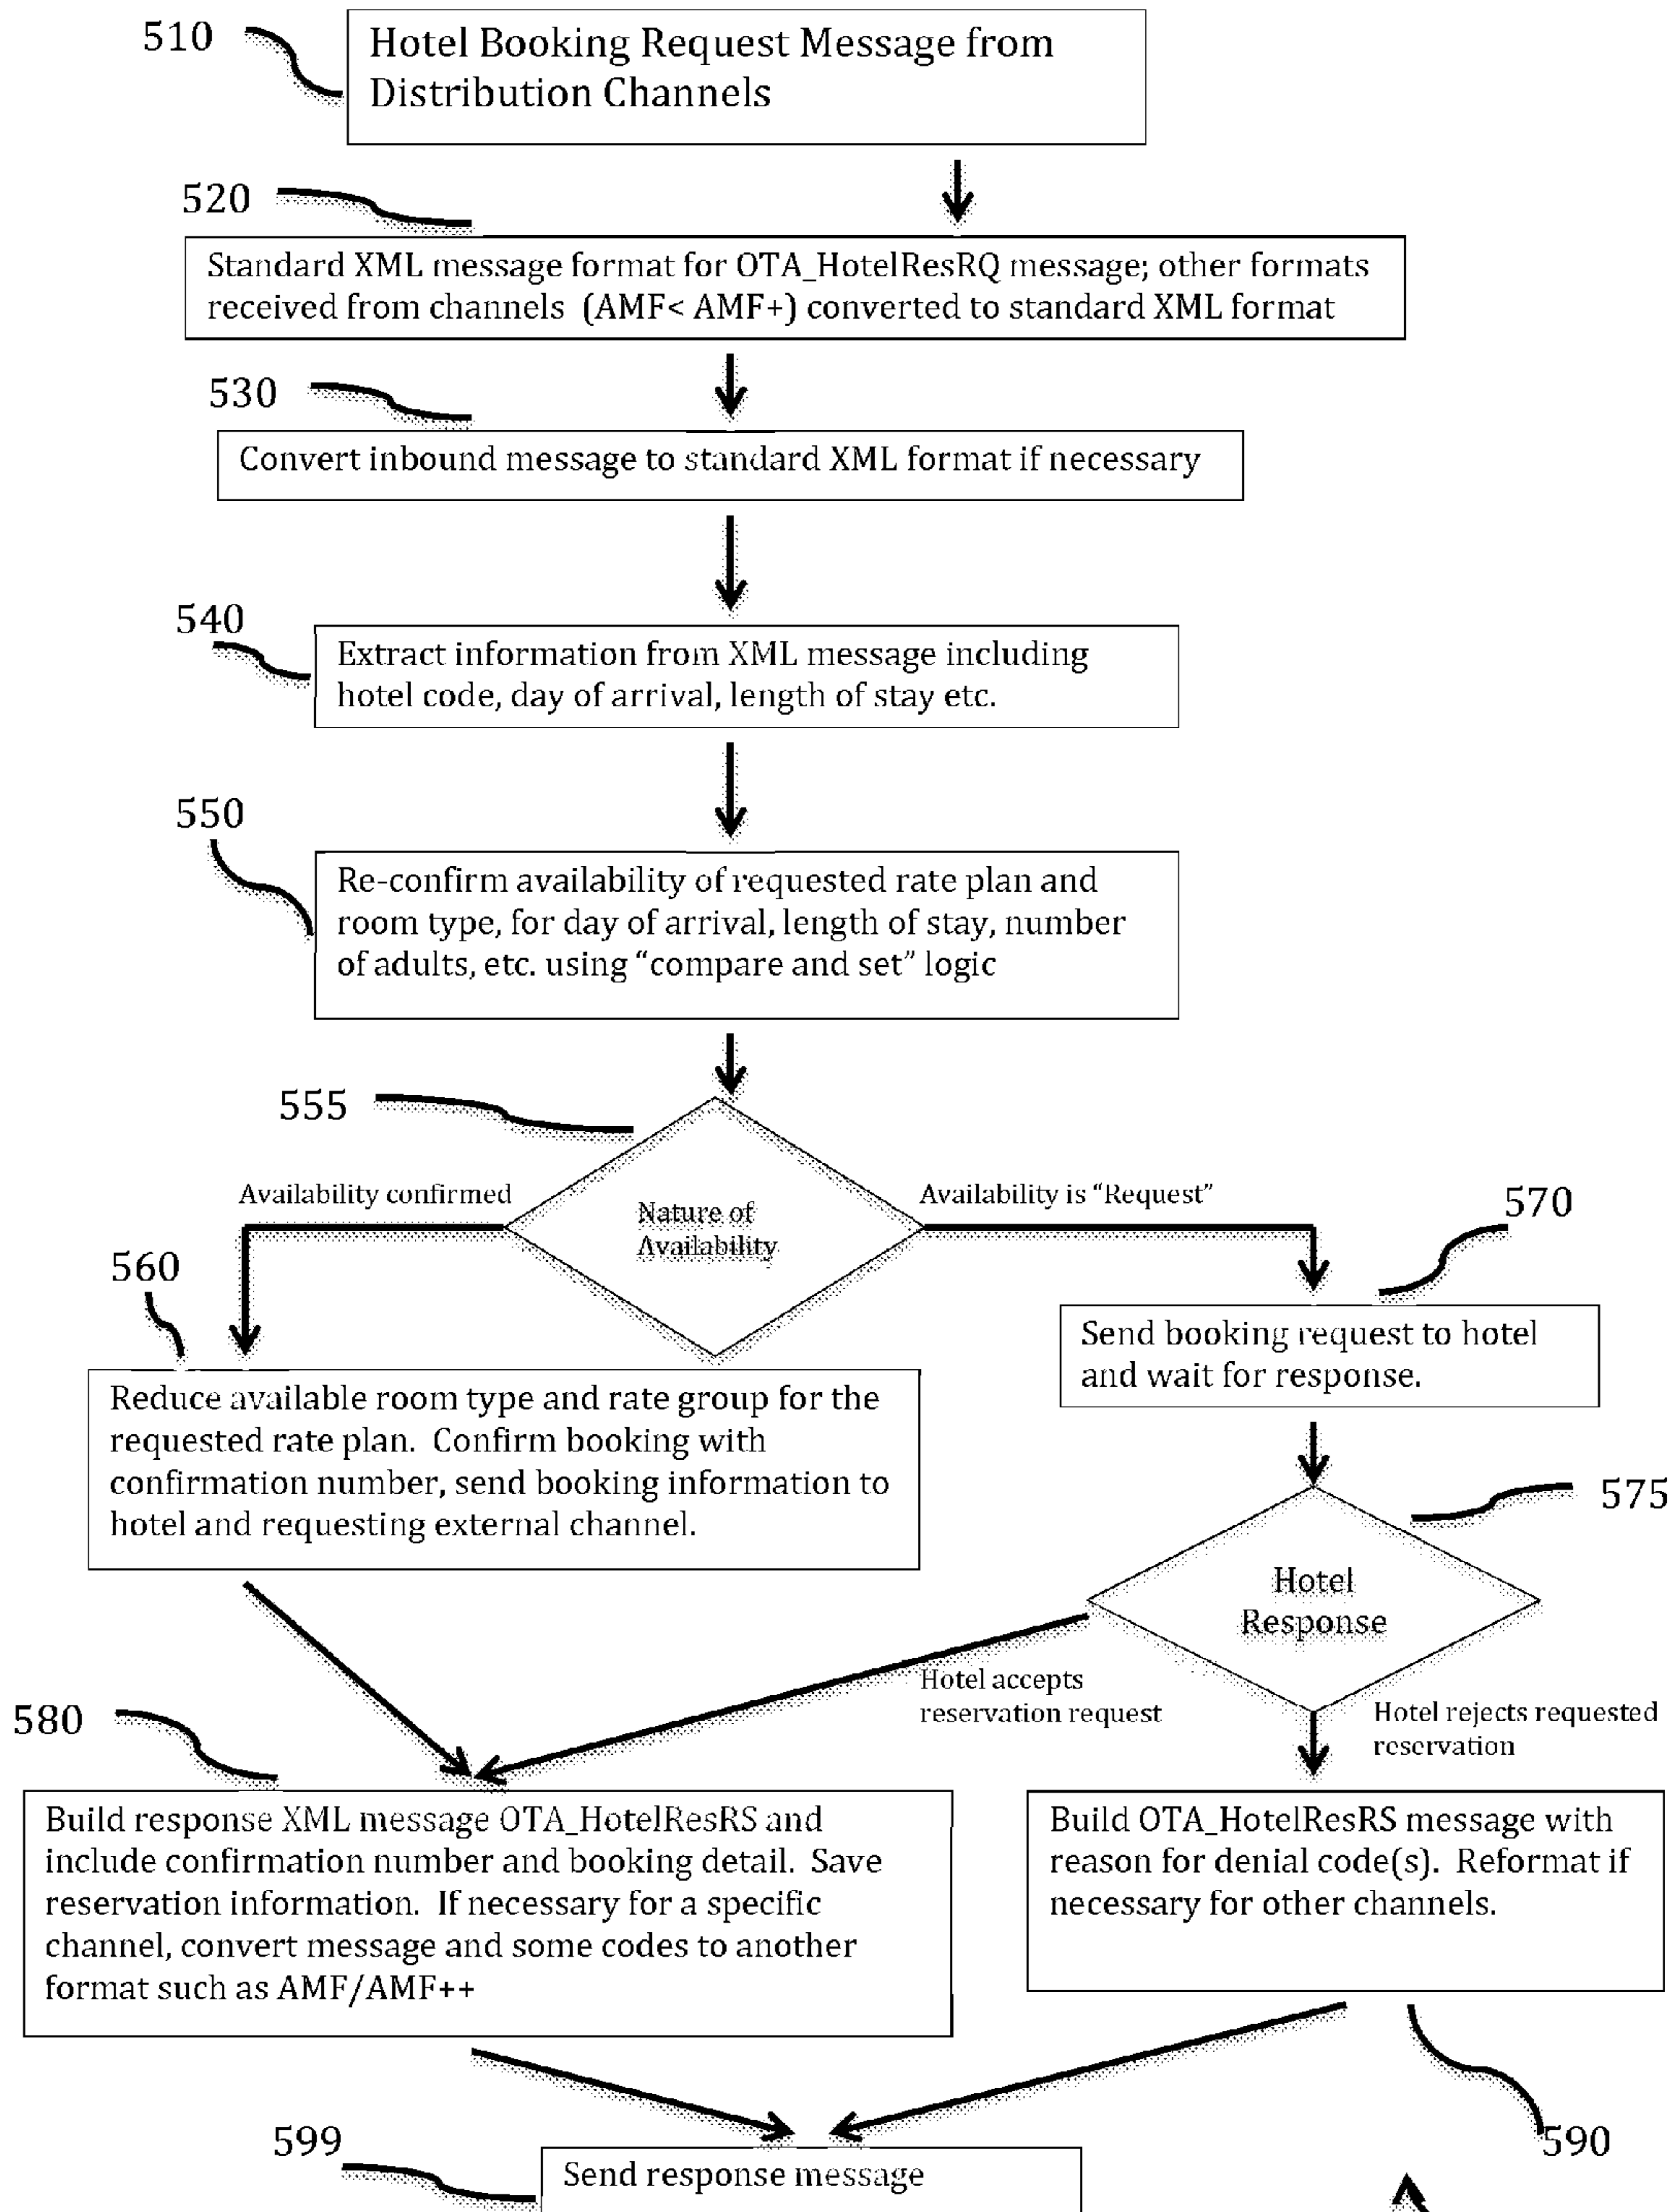 510
Hotel Booking Request Message from
Distribution Channels
520
Standard XML message format for OTA_HotelResRQ message; other formats
received from channels (AMF< AMF+) converted to standard XML format
530
Convert inbound message to standard XML format if necessary
540
Extract information from XML message including
hotel code, day of arrival, length of stay etc.
550
Re-confirm availability of requested rate plan and
room type, for day of arrival, length of stay, number
of adults, etc. using “compare and set” logic
555
Nature of
Availability
Availability confirmed
Availability is “Request”
560
Reduce available room type and rate group for the
requested rate plan. Confirm booking with
confirmation number, send booking information to
hotel and requesting external channel.
570
Send booking request to hotel
and wait for response.
575
Hotel
Response
Hotel accepts
reservation request
Hotel rejects requested
reservation
580
Build response XML message OTA_HotelResRS and
include confirmation number and booking detail. Save
reservation information. If necessary for a specific
channel, convert message and some codes to another
format such as AMF/AMF++
Build OTA_HotelResRS message with
reason for denial code(s). Reformat if
necessary for other channels.
590
599
Send response message